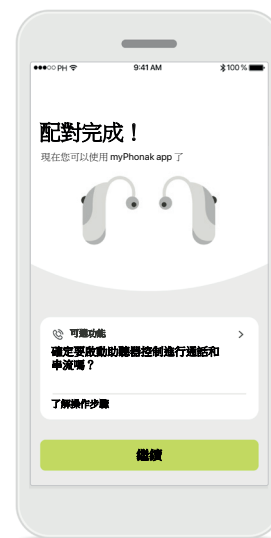 PH 9:41 AM 100 %
配對完成！
現在您可以使用 myPhonak app 了
可選功能
確定要啟動助聽器控制進行通話和
串流嗎？
了解操作步驟
繼續